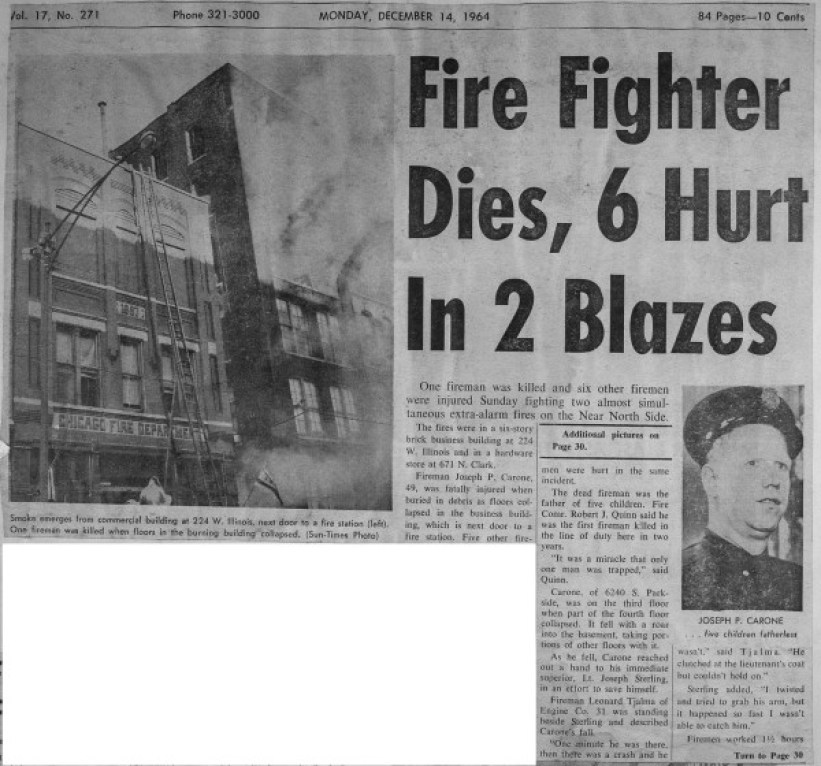 Vol. 17, No. 271
Phone 321-3000
MONDAY, DECEMBER 14, 1964
84 Pages—10 Cents
Fire Fighter
Dies, 6 Hurt
In 2 Blazes
CHICAGO FIRE DEPARTMENT
Smoke emerges from commercial building at 224 W. Illinois, next door to a fire station (left).
One fireman was killed when floors in the burning building collapsed. (Sun-Times Photo)
One fireman was killed and six other firemen
were injured Sunday fighting two almost simul-
taneous extra-alarm fires on the Near North Side.
The fires were in a six-story
brick business building at 224
W. Illinois and in a hardware
store at 671 N. Clark.
Fireman Joseph P. Carone,
49, was fatally injured when
buried in debris as floors col-
lapsed in the business build-
ing, which is next door to a
fire station. Five other fire-
Additional pictures on
Page 30.
men were hurt in the same
incident.
The dead fireman was the
father of five children. Fire
Comr. Robert J. Quinn said he
was the first fireman killed in
the line of duty here in two
years.
"It was a miracle that only
one man was trapped," said
Quinn.
Carone, of 6240 S. Park-
side, was on the third floor
when part of the fourth floor
collapsed. It fell with a roar
into the basement, taking por-
tions of other floors with it.
As he fell, Carone reached
out a hand to his immediate
superior, Lt. Joseph Sterling,
in an effort to save himself.
Fireman Leonard Tjalma of
Engine Co. 31 was standing
beside Sterling and described
Carone's fall.
"One minute he was there,
then there was a crash and he
JOSEPH P. CARONE
. . . five children fatherless
wasn't," said Tjalma. "He
clutched at the lieutenant's coat
but couldn't hold on."
Sterling added, "I twisted
and tried to grab his arm, but
it happened so fast I wasn't
able to catch him."
Firemen worked 1½ hours
Turn to Page 30